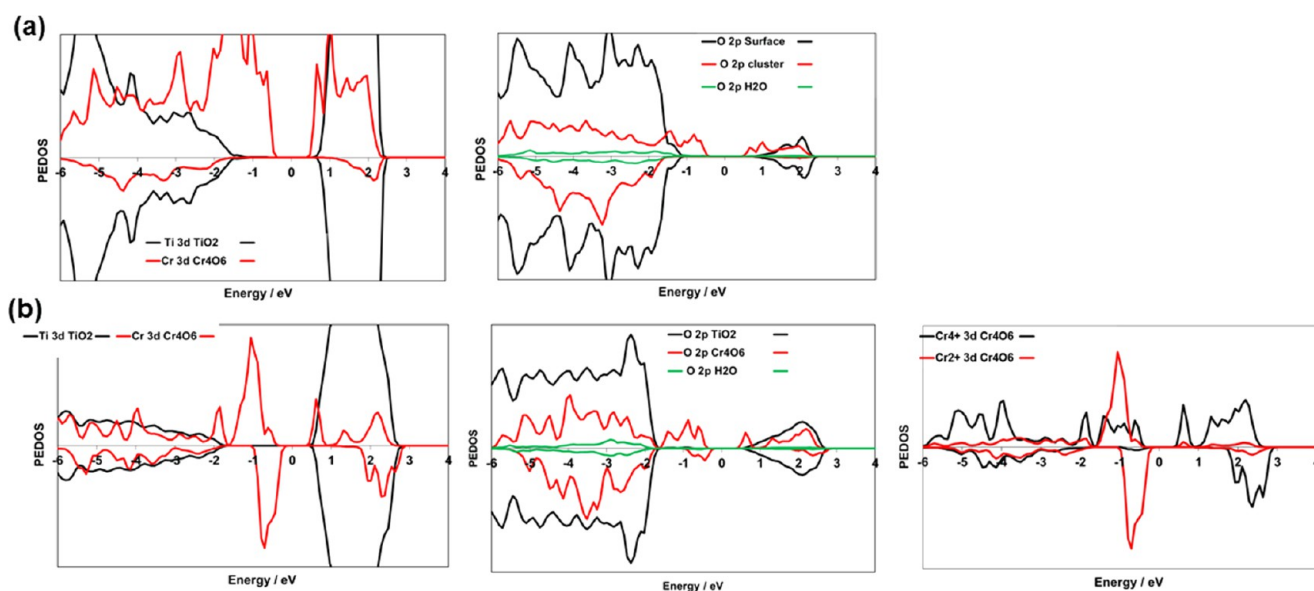 (a)
PEDOS
-6 -5 -4 -3 -2 -1 0 1 2 3 4
Ti 3d TiO2
Cr 3d Cr4O6
Energy / eV
O 2p Surface
O 2p cluster
O 2p H2O
PEDOS
-6 -5 -4 -3 -2 -1 0 1 2 3 4
Energy / eV
(b)
Ti 3d TiO2 Cr 3d Cr4O6
PEDOS
-6 -5 -4 -3 -2 -1 0 1 2 3 4
Energy / eV
O 2p TiO2
O 2p Cr4O6
O 2p H2O
PEDOS
-6 -5 -4 -3 -2 -1 0 1 2 3 4
Energy / eV
Cr4+ 3d Cr4O6
Cr2+ 3d Cr4O6
PEDOS
-6 -5 -4 -3 -2 -1 0 1 2 3 4
Energy / eV